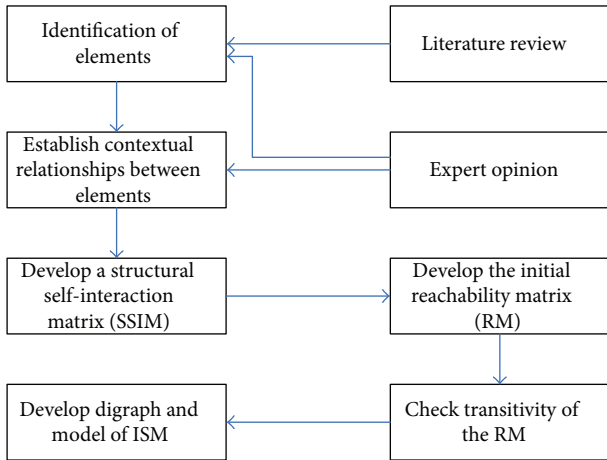 Identification of
elements
Literature review
Establish contextual
relationships between
elements
Expert opinion
Develop a structural
self-interaction
matrix (SSIM)
Develop the initial
reachability matrix
(RM)
Develop digraph and
model of ISM
Check transitivity of
the RM